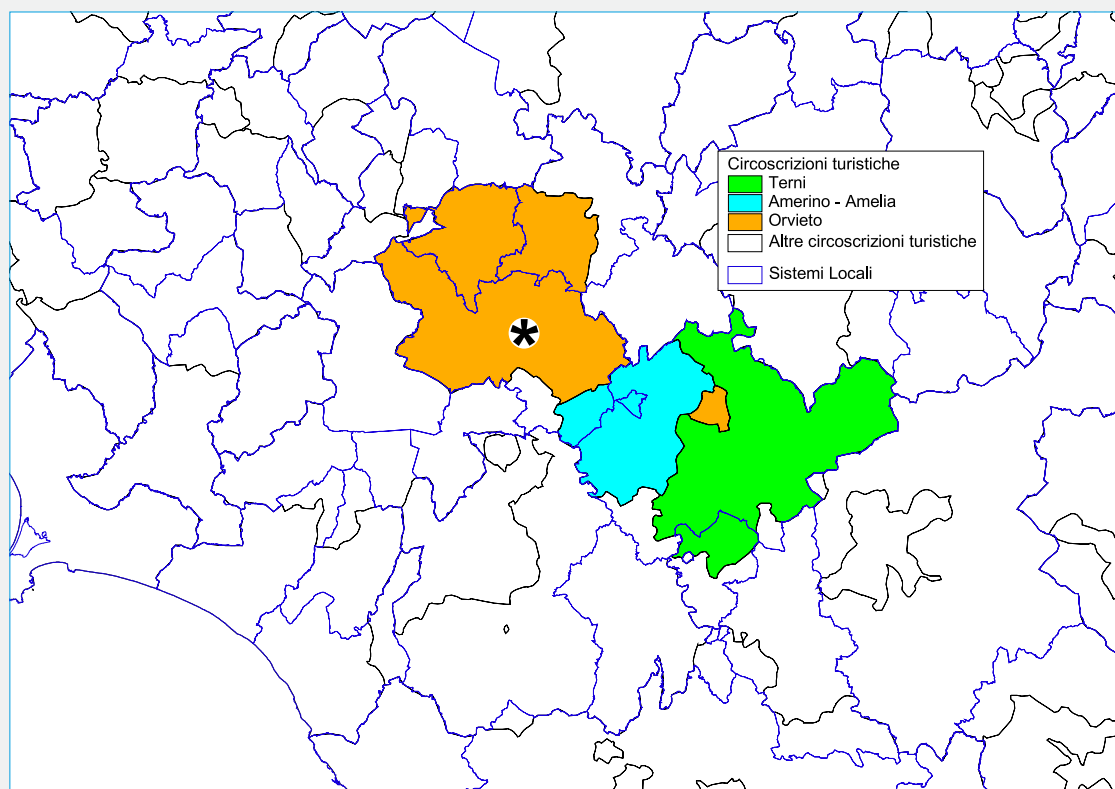 Circoscrizioni turistiche
Terni
Amerino - Amelia
Orvieto
Altre circoscrizioni turistiche
Sistemi Locali
*